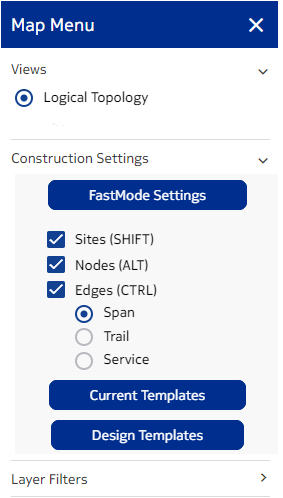 Map Menu
Views
Logical Topology
Construction Settings
FastMode Settings
Sites (SHIFT)
Nodes (ALT)
Edges (CTRL)
Span
Trail
Service
Current Templates
Design Templates
Layer Filters